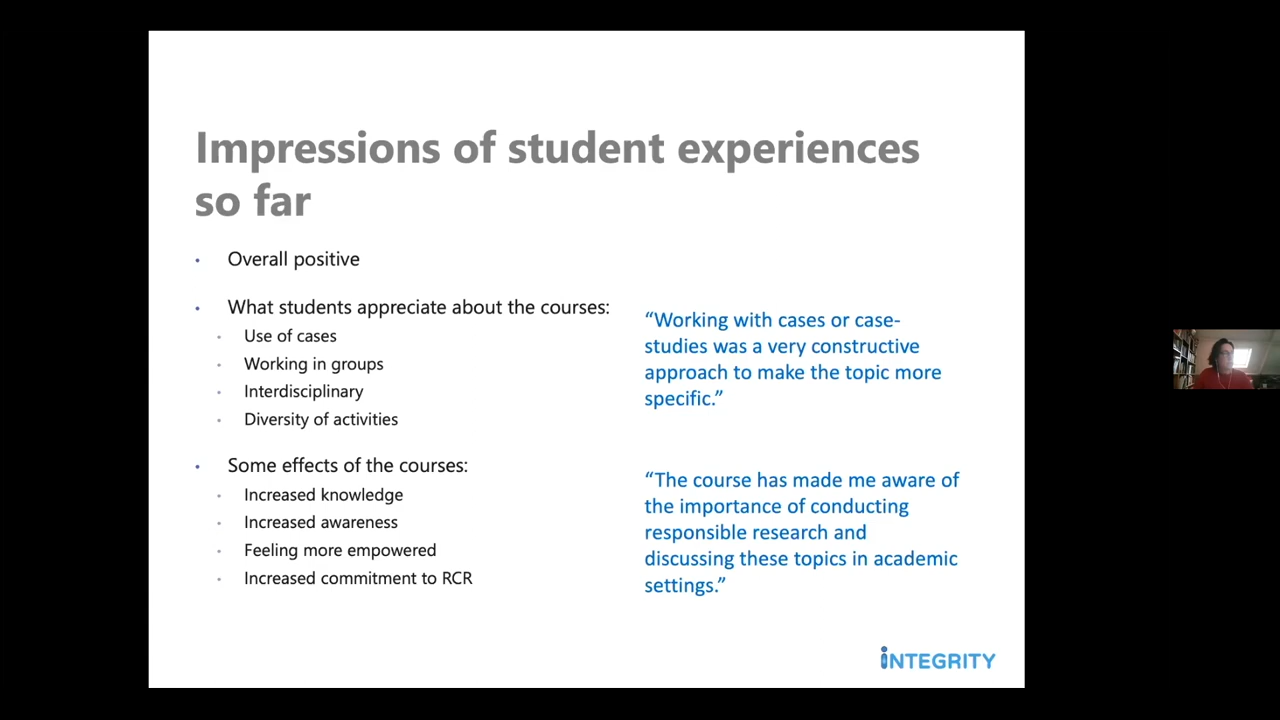 Impressions of student experiences
so far
• Overall positive
• What students appreciate about the courses:
• Use of cases
• Working in groups
• Interdisciplinary
• Diversity of activities
• Some effects of the courses:
• Increased knowledge
• Increased awareness
• Feeling more empowered
• Increased commitment to RCR
“Working with cases or case-
studies was a very constructive
approach to make the topic more
specific.”
“The course has made me aware of
the importance of conducting
responsible research and
discussing these topics in academic
settings.”
iNTEGRITY